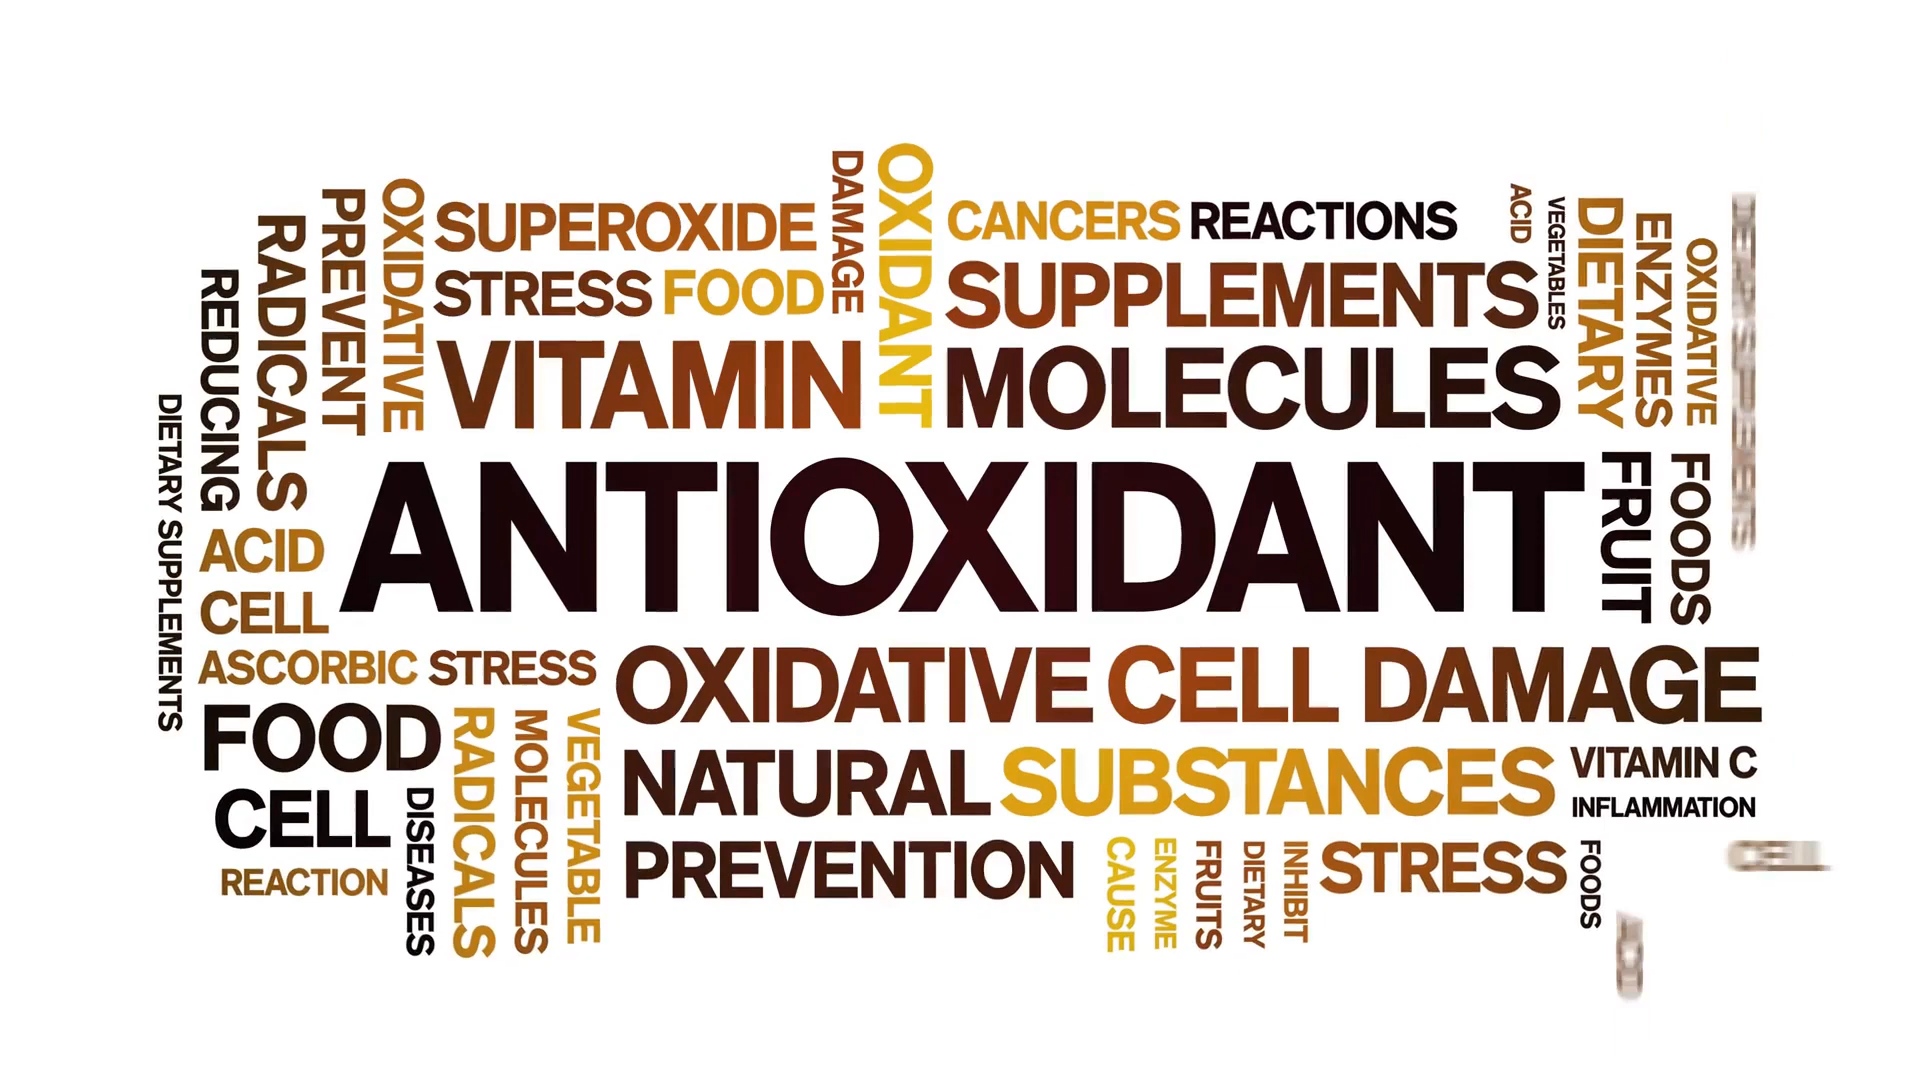 DAMAGE
OXIDANT
PREVENT
OXIDATIVE
SUPEROXIDE
CANCERS REACTIONS
ACID
VEGETABLES
DIETARY
ENZYMES
OXIDATIVE
RADICALS
REDUCING
STRESS FOOD
SUPPLEMENTS
VITAMIN
MOLECULES
DIETARY SUPPLEMENTS
ANTIOXIDANT
FRUIT
FOODS
ACID
CELL
ASCORBIC STRESS
OXIDATIVE CELL DAMAGE
FOOD
RADICALS
MOLECULES
VEGETABLE
NATURAL SUBSTANCES
VITAMIN C
INFLAMMATION
CELL
DISEASES
REACTION
PREVENTION
CAUSE
ENZYME
FRUITS
DIETARY
INHIBIT
STRESS
FOODS
CELL